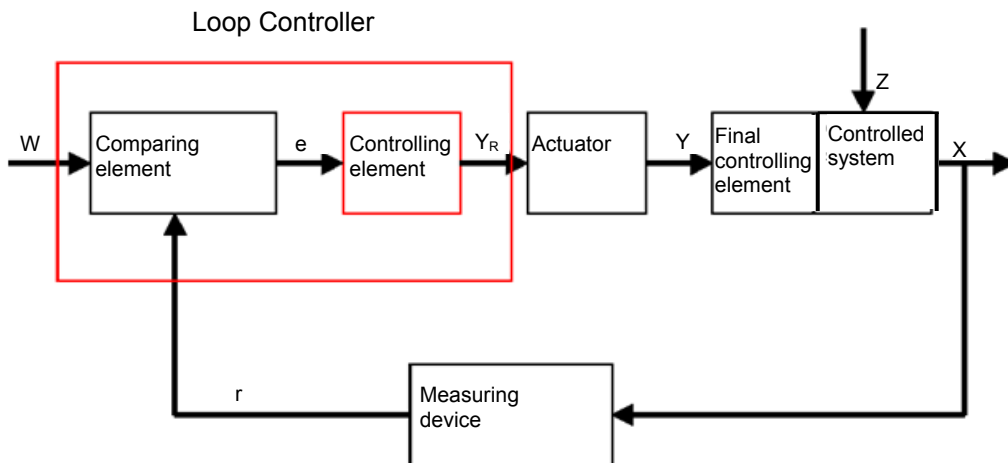 Loop Controller
Z
W
Comparing
element
e
Controlling
element
YR
Actuator
Y
Final
controlling
element
Controlled
system
X
r
Measuring
device